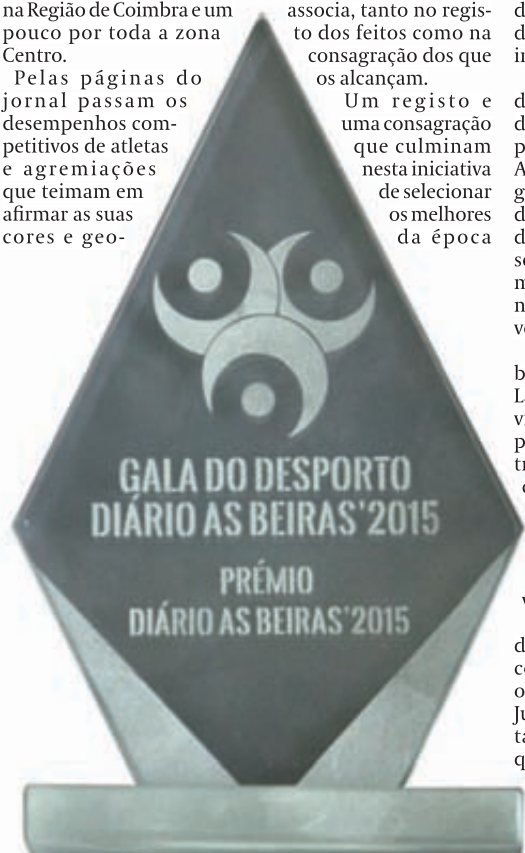 na Região de Coimbra e um
pouco por toda a zona
Centro.
Pelas páginas do
jornal passam os
desempenhos com-
petitivos de atletas
e agremiações
que teimam em
afirmar as suas
cores e geo-
associa, tanto no regis-
to dos feitos como na
consagração dos que
os alcançam.
Um registo e
uma consagração
que culminam
nesta iniciativa
de selecionar
os melhores
da época
GALA DO DESPORTO
DIÁRIO AS BEIRAS'2015
PRÉMIO
DIÁRIO AS BEIRAS'2015